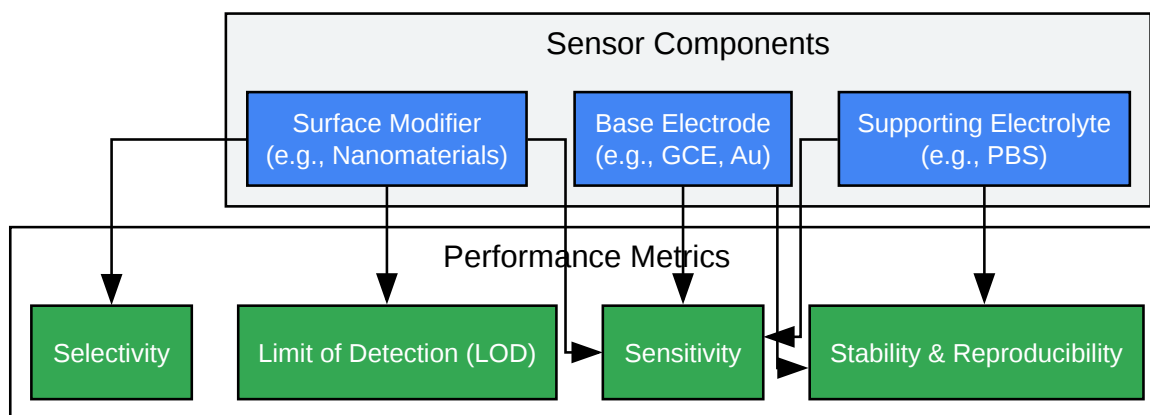 Sensor Components
Surface Modifier
(e.g., Nanomaterials)
Base Electrode
(e.g., GCE, Au)
Supporting Electrolyte
(e.g., PBS)
Performance Metrics
Selectivity
Limit of Detection (LOD)
Sensitivity
Stability & Reproducibility